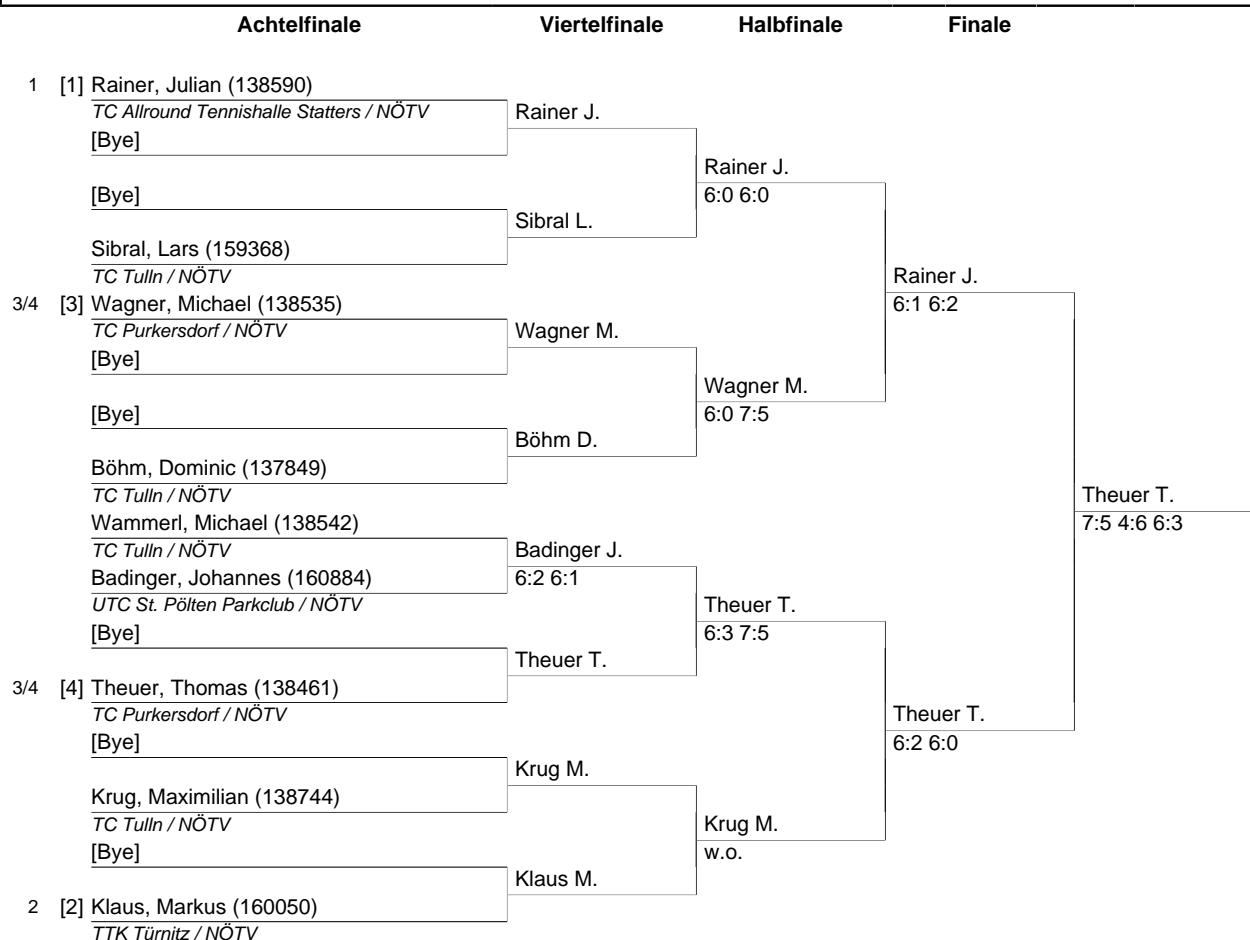 Achtelfinale Viertelfinale Halbfinale Finale
1 [1] Rainer, Julian (138590)
TC Allround Tennishalle Statters / NÖTV Rainer J.
[Bye]
Rainer J.
[Bye] 6:0 6:0
Sibral L.
Sibral, Lars (159368)
TC Tulln / NÖTV Rainer J.
3/4 [3] Wagner, Michael (138535) 6:1 6:2
TC Purkersdorf / NÖTV Wagner M.
[Bye]
Wagner M.
[Bye] 6:0 7:5
Böhm D.
Böhm, Dominic (137849)
TC Tulln / NÖTV Theuer T.
Wammerl, Michael (138542) 7:5 4:6 6:3
TC Tulln / NÖTV Badinger J.
Badinger, Johannes (160884) 6:2 6:1
UTC St. Pölten Parkclub / NÖTV Theuer T.
[Bye] 6:3 7:5
Theuer T.
3/4 [4] Theuer, Thomas (138461)
TC Purkersdorf / NÖTV Theuer T.
[Bye] 6:2 6:0
Krug M.
Krug, Maximilian (138744)
TC Tulln / NÖTV Krug M.
[Bye] w.o.
Klaus M.
2 [2] Klaus, Markus (160050)
TTK Türnitz / NÖTV